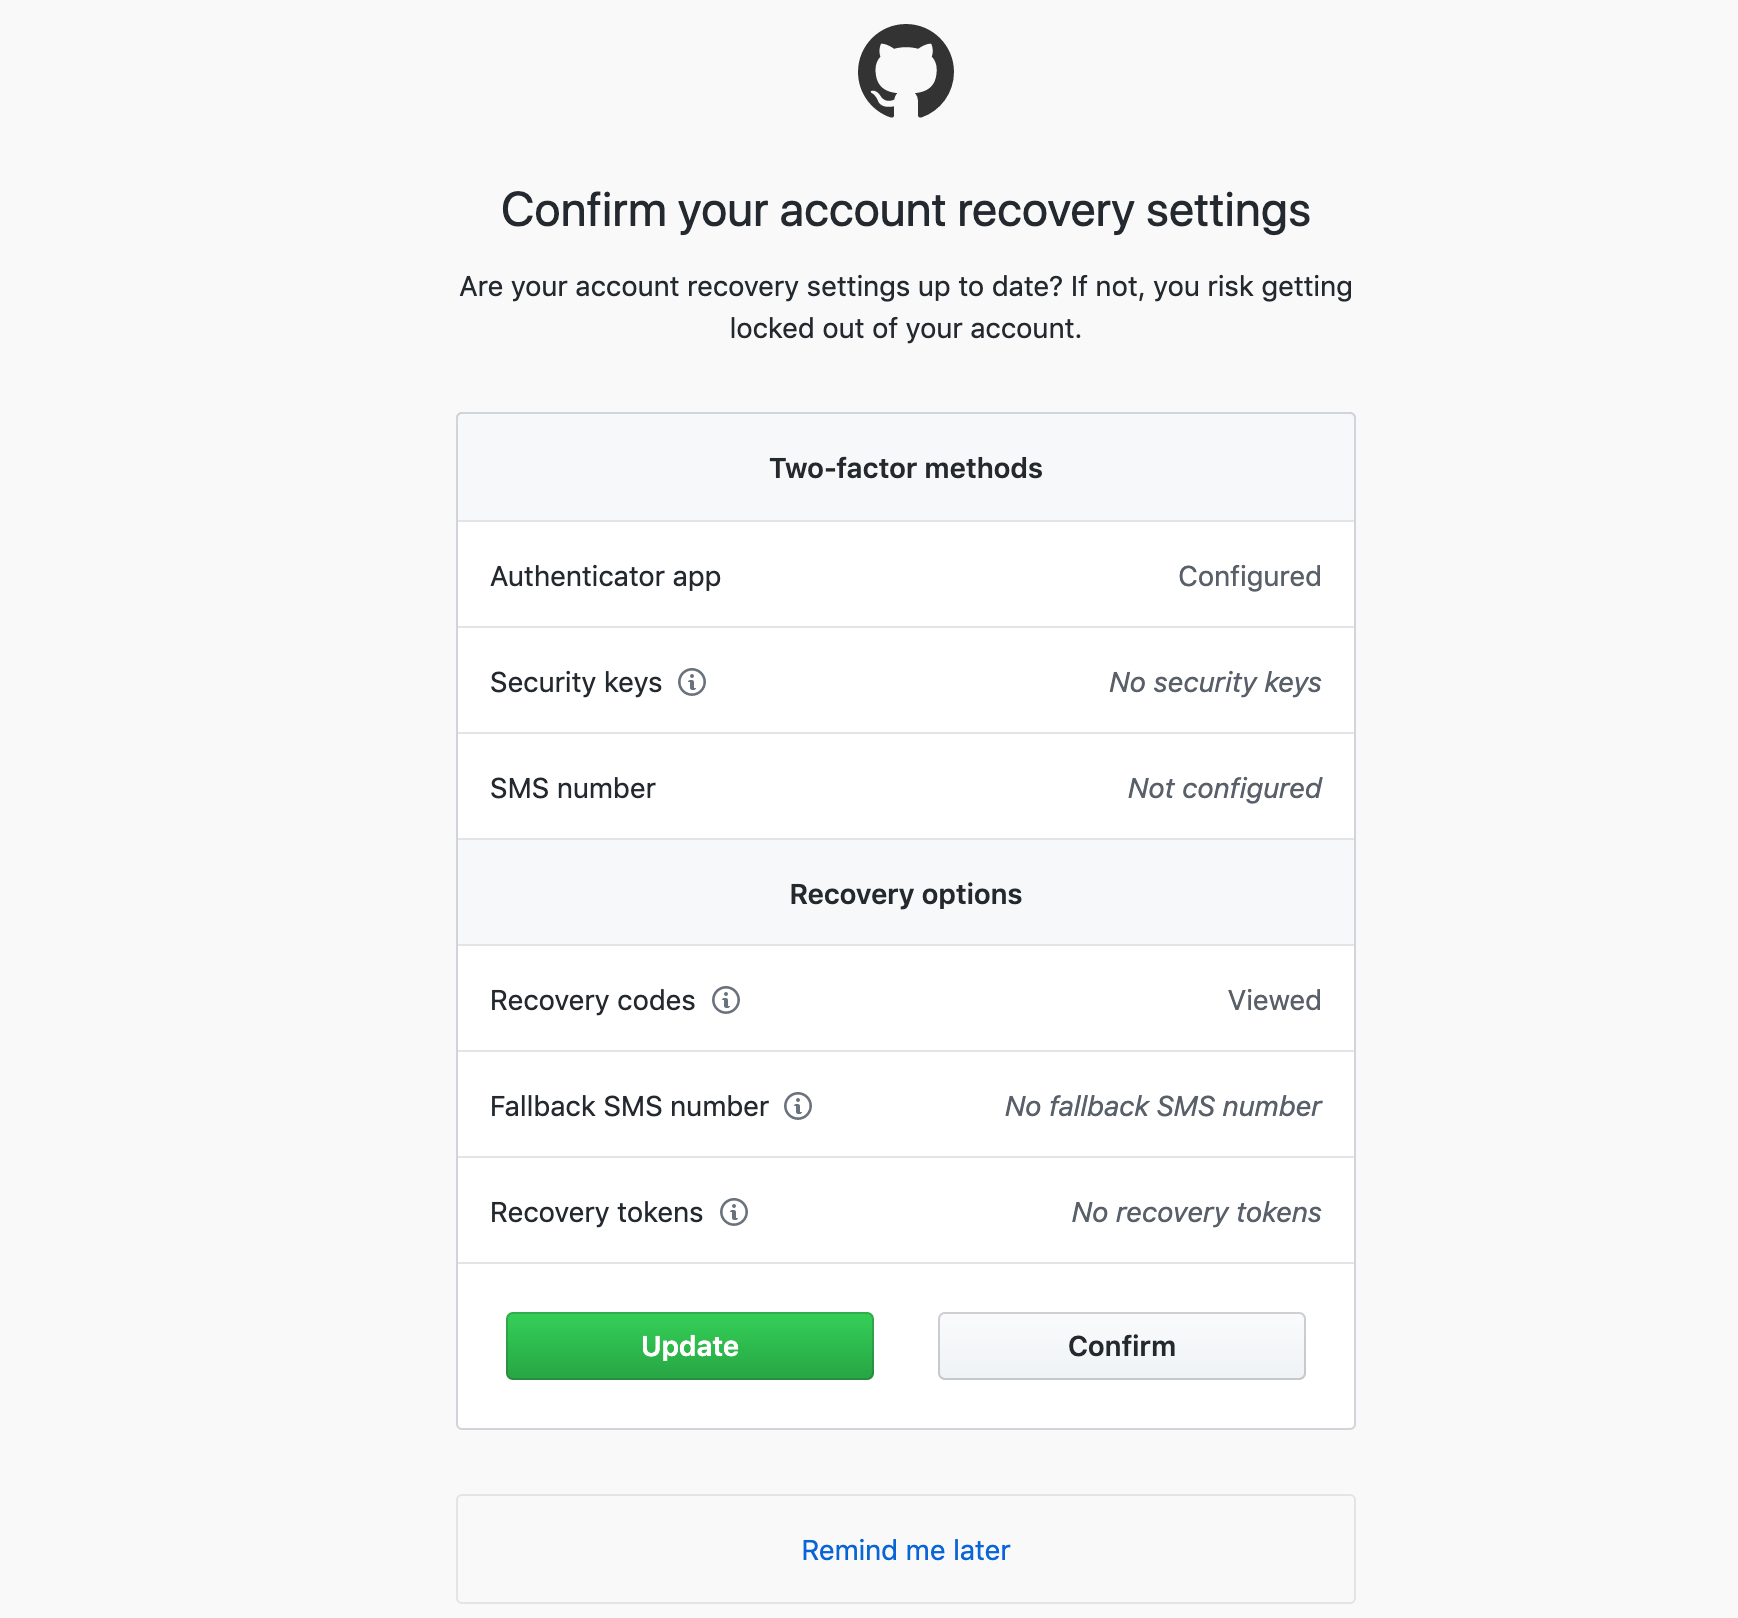 Confirm your account recovery settings
Are your account recovery settings up to date? If not, you risk getting
locked out of your account.
Two-factor methods
Authenticator app Configured
Security keys No security keys
SMS number Not configured
Recovery options
Recovery codes Viewed
Fallback SMS number No fallback SMS number
Recovery tokens No recovery tokens
Update Confirm
Remind me later